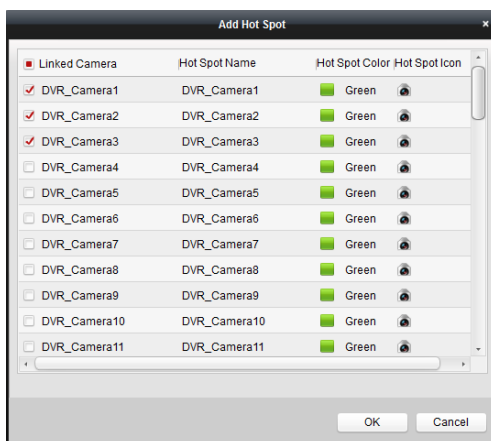 Add Hot Spot
Linked Camera Hot Spot Name Hot Spot Color Hot Spot Icon
DVR_Camera1 DVR_Camera1 Green
DVR_Camera2 DVR_Camera2 Green
DVR_Camera3 DVR_Camera3 Green
DVR_Camera4 DVR_Camera4 Green
DVR_Camera5 DVR_Camera5 Green
DVR_Camera6 DVR_Camera6 Green
DVR_Camera7 DVR_Camera7 Green
DVR_Camera8 DVR_Camera8 Green
DVR_Camera9 DVR_Camera9 Green
DVR_Camera10 DVR_Camera10 Green
DVR_Camera11 DVR_Camera11 Green
OK Cancel